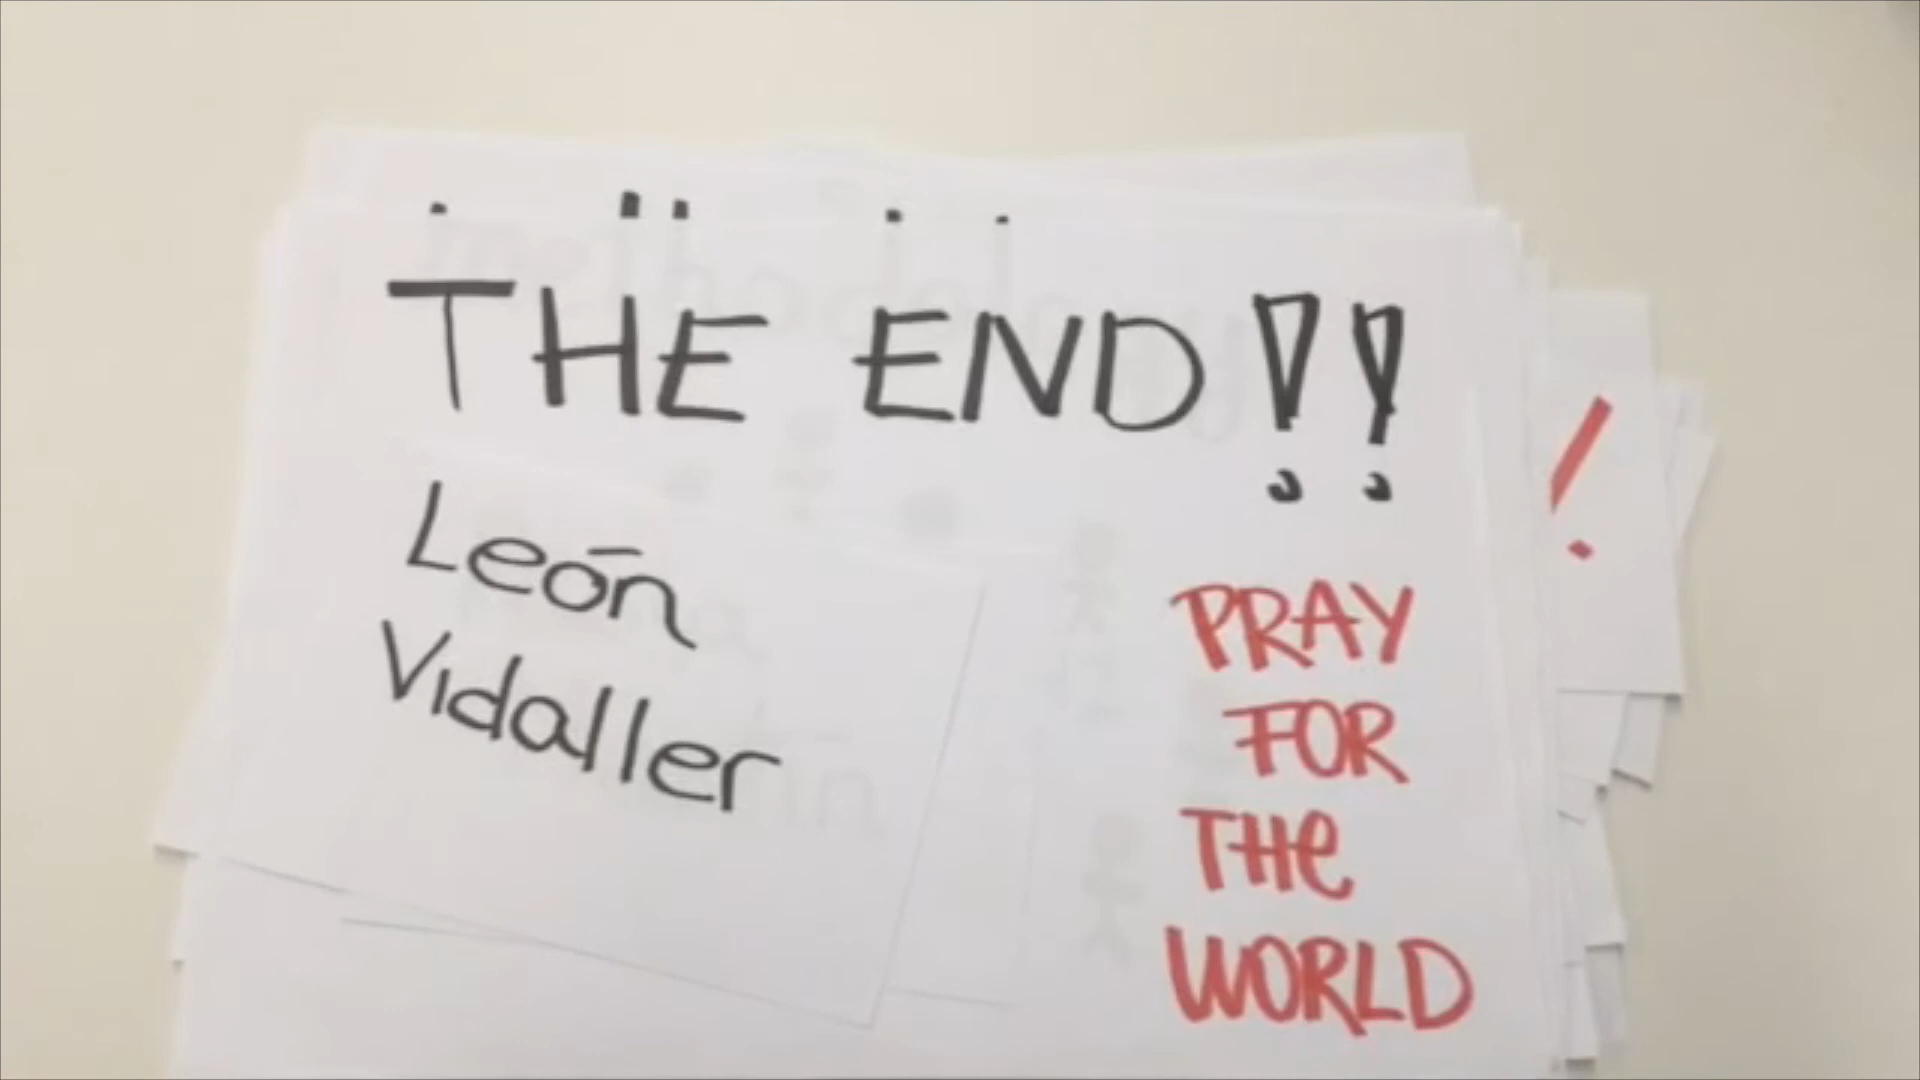 THE END!!
León
Vidaller
PRAY
FOR
THE
WORLD
!